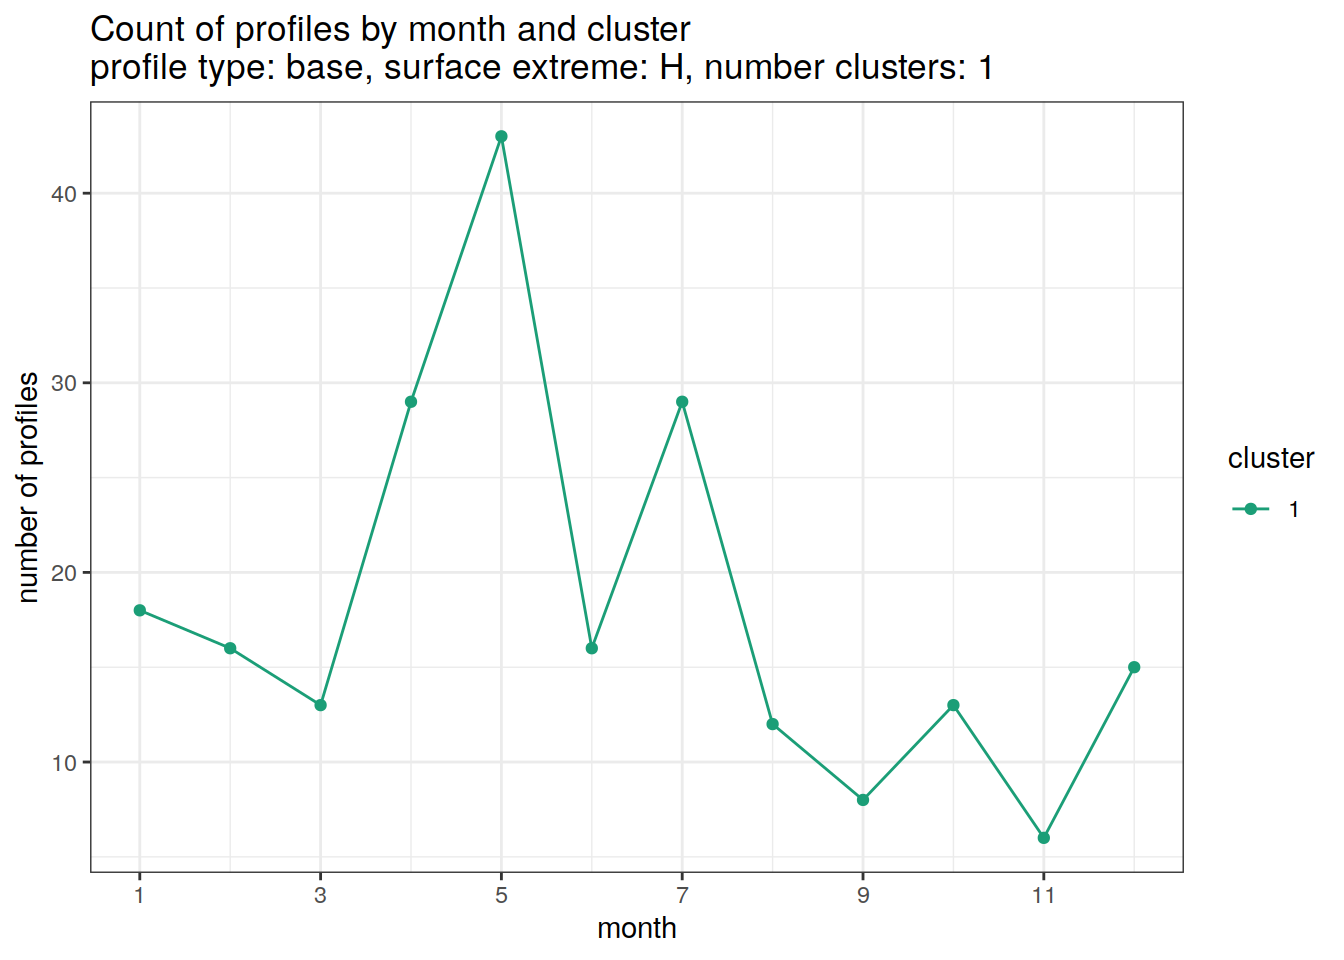 Count of profiles by month and cluster
profile type: base, surface extreme: H, number clusters: 1
40
30
20
10
number of profiles
1 3 5 7 9 11
month
cluster
1